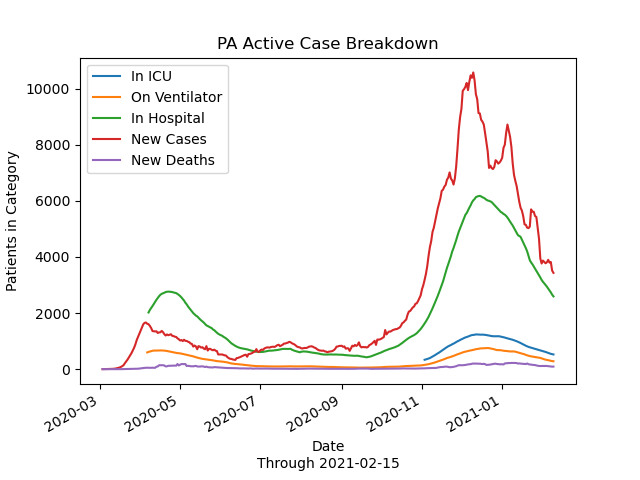 PA Active Case Breakdown
In ICU
On Ventilator
In Hospital
New Cases
New Deaths
Patients in Category
10000
8000
6000
4000
2000
0
2020-03
2020-05
2020-07
2020-09
2020-11
2021-01
Date
Through 2021-02-15